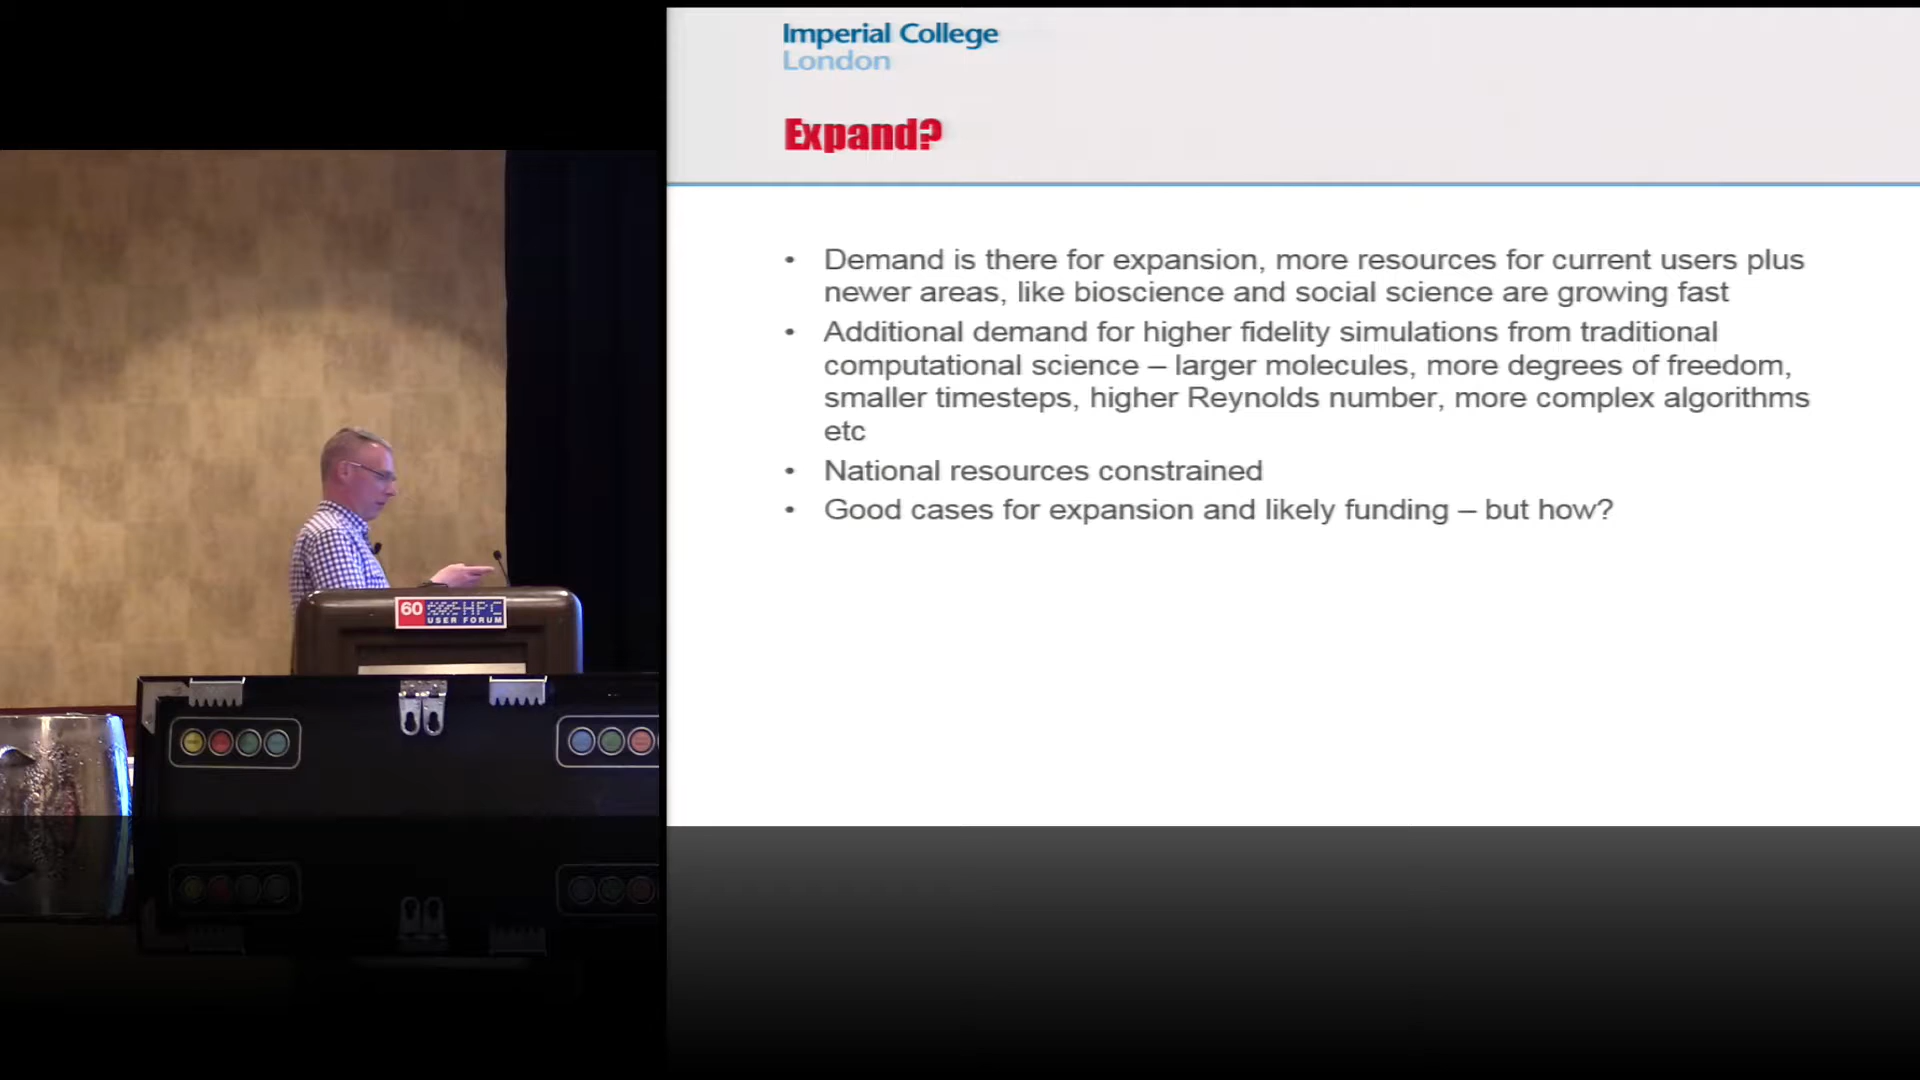 Imperial College
London
Expand?
• Demand is there for expansion, more resources for current users plus
newer areas, like bioscience and social science are growing fast
• Additional demand for higher fidelity simulations from traditional
computational science – larger molecules, more degrees of freedom,
smaller timesteps, higher Reynolds number, more complex algorithms
etc
• National resources constrained
• Good cases for expansion and likely funding – but how?
60 HPC
USER FORUM